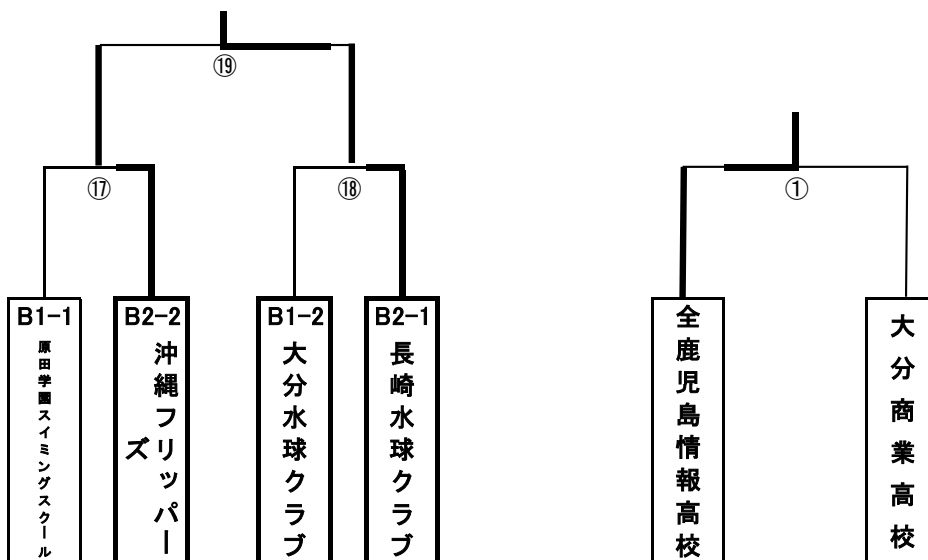 ⑲
⑰
⑱
①
B1-1
原田学園スイミングスクール
B2-2
沖縄フリッパー
ズ
B1-2
大分水球クラブ
B2-1
長崎水球クラブ
全鹿児島情報高校
大分商業高校